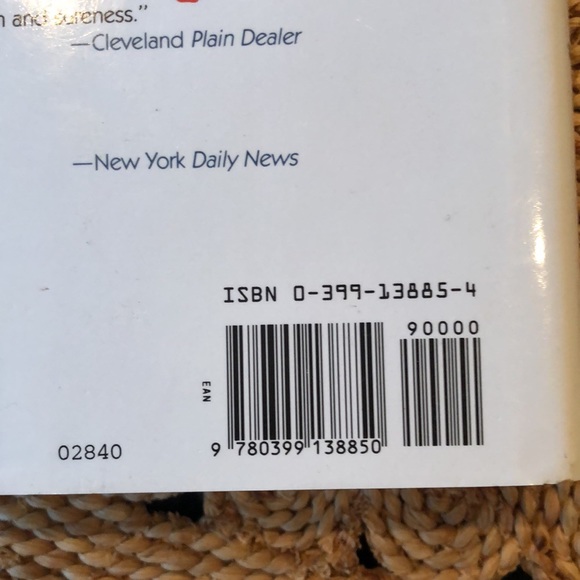 and sureness."
—Cleveland Plain Dealer
—New York Daily News
ISBN 0-399-13885-4
90000
EAN
9 780399 138850
02840